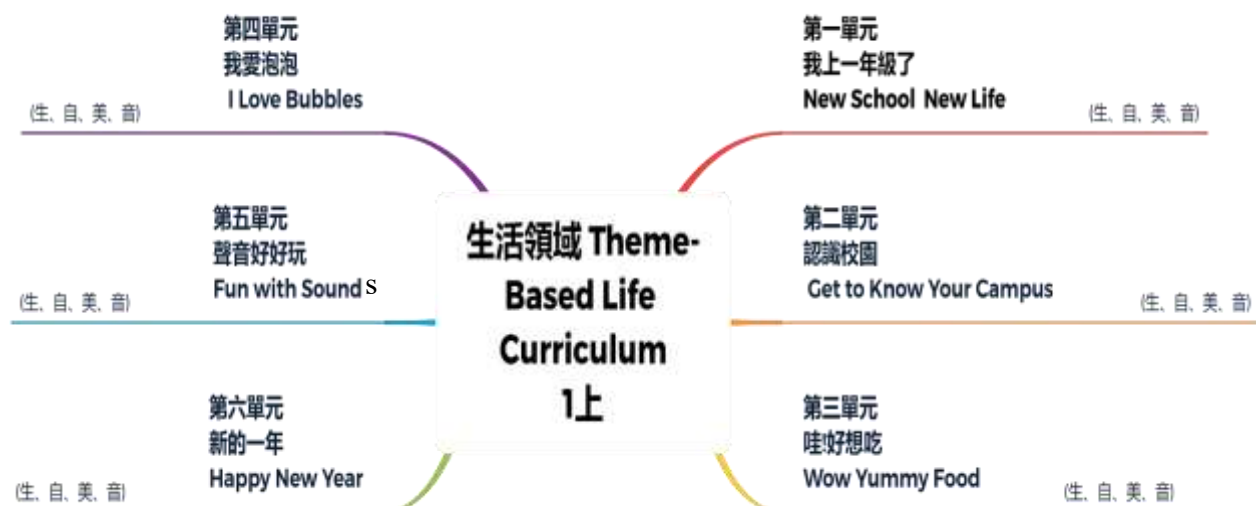 生活領域 Theme-
Based Life
Curriculum
1上
第一單元
我上一年級了
New School New Life
(生、自、美、音)
第二單元
認識校園
Get to Know Your Campus
(生、自、美、音)
第三單元
哇!好想吃
Wow Yummy Food
(生、自、美、音)
第四單元
我愛泡泡
I Love Bubbles
(生、自、美、音)
第五單元
聲音好好玩
Fun with Sounds
(生、自、美、音)
第六單元
新的一年
Happy New Year
(生、自、美、音)